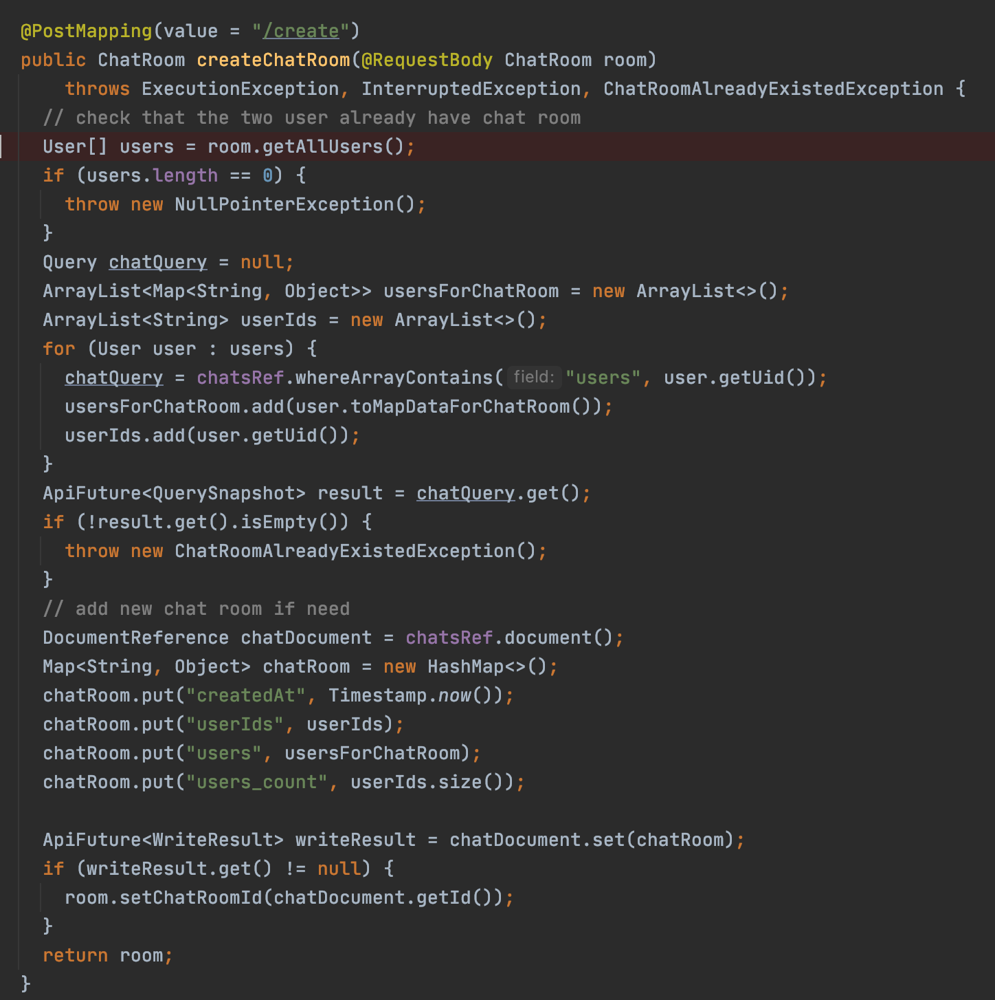 @PostMapping(value = "/create")
public ChatRoom createChatRoom(@RequestBody ChatRoom room)
    throws ExecutionException, InterruptedException, ChatRoomAlreadyExistedException {
  // check that the two user already have chat room
  User[] users = room.getAllUsers();
  if (users.length == 0) {
    throw new NullPointerException();
  }
  Query chatQuery = null;
  ArrayList<Map<String, Object>> usersForChatRoom = new ArrayList<>();
  ArrayList<String> userIds = new ArrayList<>();
  for (User user : users) {
    chatQuery = chatsRef.whereArrayContains( field: "users", user.getUid());
    usersForChatRoom.add(user.toMapDataForChatRoom());
    userIds.add(user.getUid());
  }
  ApiFuture<QuerySnapshot> result = chatQuery.get();
  if (!result.get().isEmpty()) {
    throw new ChatRoomAlreadyExistedException();
  }
  // add new chat room if need
  DocumentReference chatDocument = chatsRef.document();
  Map<String, Object> chatRoom = new HashMap<>();
  chatRoom.put("createdAt", Timestamp.now());
  chatRoom.put("userIds", userIds);
  chatRoom.put("users", usersForChatRoom);
  chatRoom.put("users_count", userIds.size());

  ApiFuture<WriteResult> writeResult = chatDocument.set(chatRoom);
  if (writeResult.get() != null) {
    room.setChatRoomId(chatDocument.getId());
  }
  return room;
}